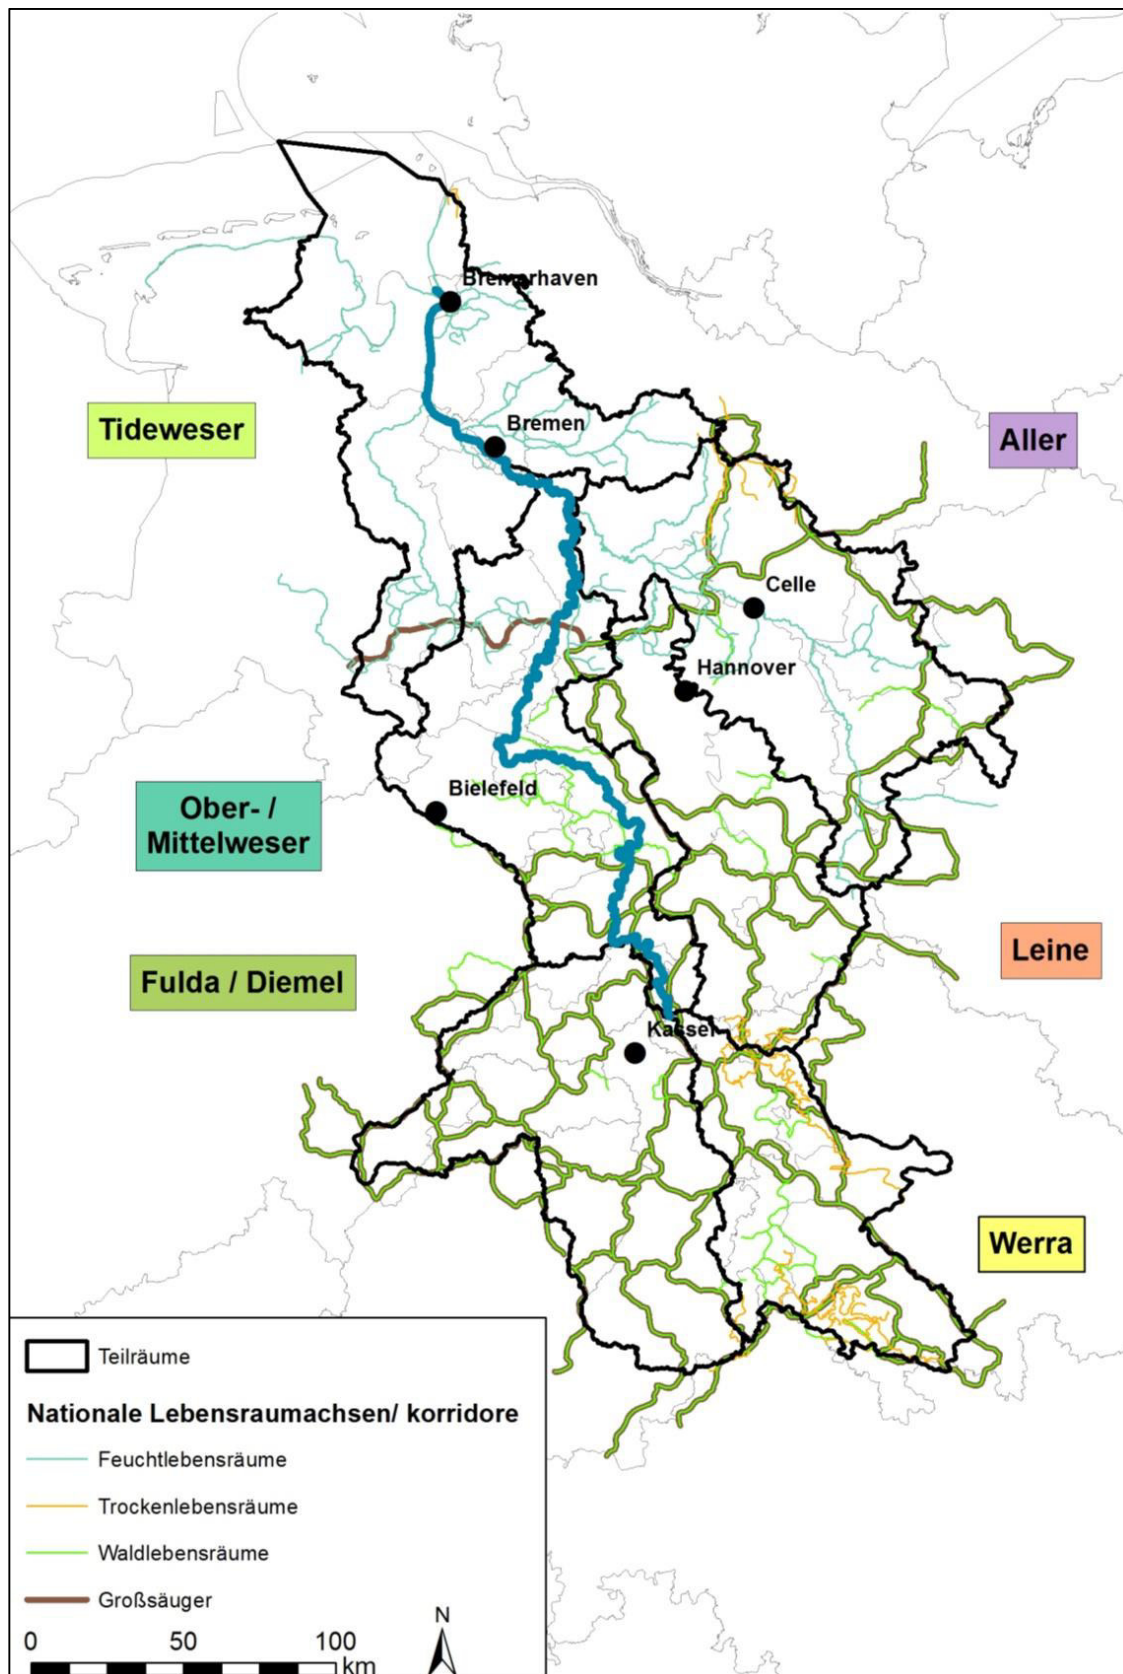 Bremerhaven
Tideweser
Bremen
Aller
Celle
Hannover
Ober- /
Mittelweser
Bielefeld
Leine
Fulda / Diemel
Kassel
Werra
Teilräume
Nationale Lebensraumachsen/ korridore
Feuchtlebensräume
Trockenlebensräume
Waldlebensräume
Großsäuger
N
0 50 100
km